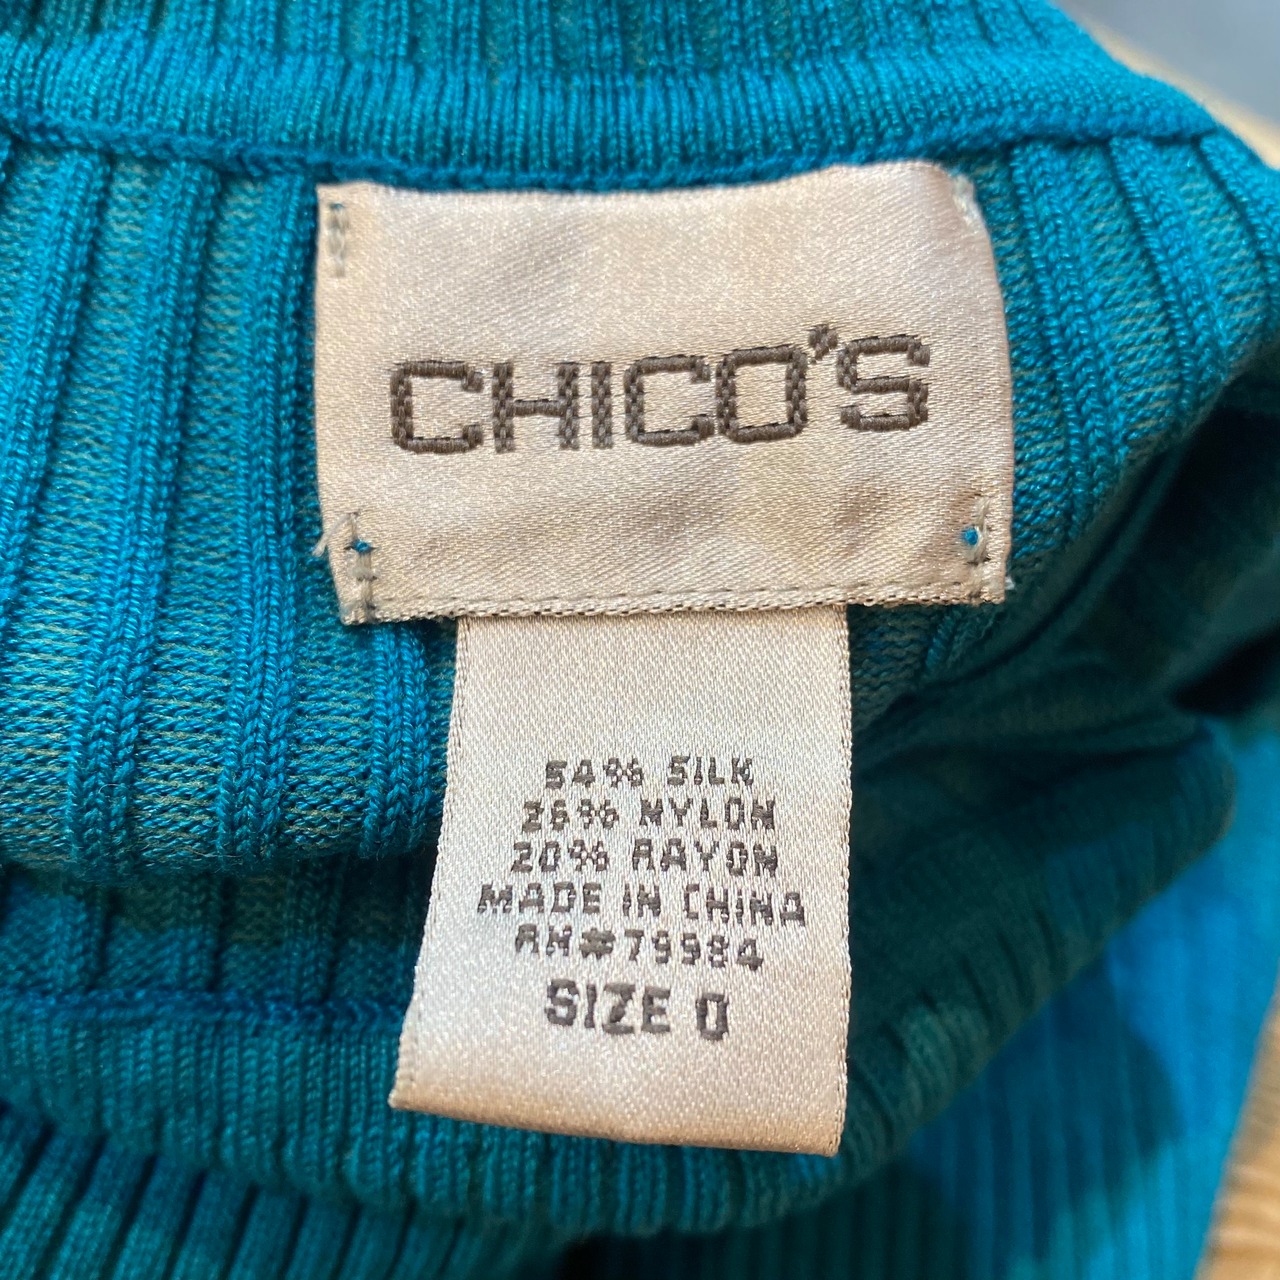 CHICO'S
54% SILK
26% NYLON
20% RAYON
MADE IN CHINA
RN#79984
SIZE 0